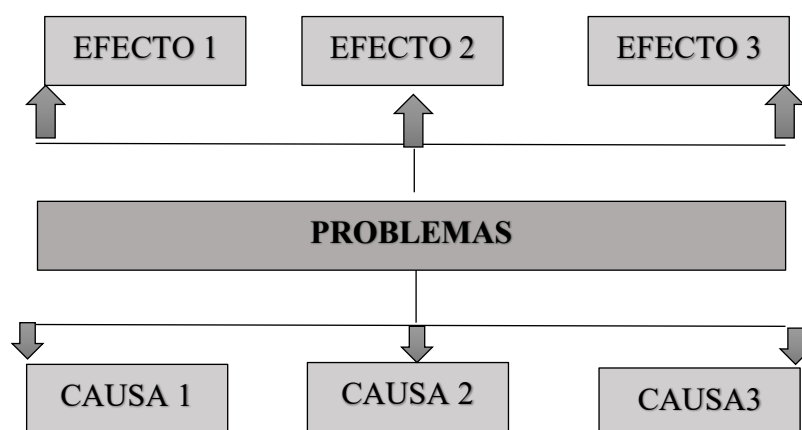 EFECTO 1
EFECTO 2
EFECTO 3
PROBLEMAS
CAUSA 1
CAUSA 2
CAUSA3